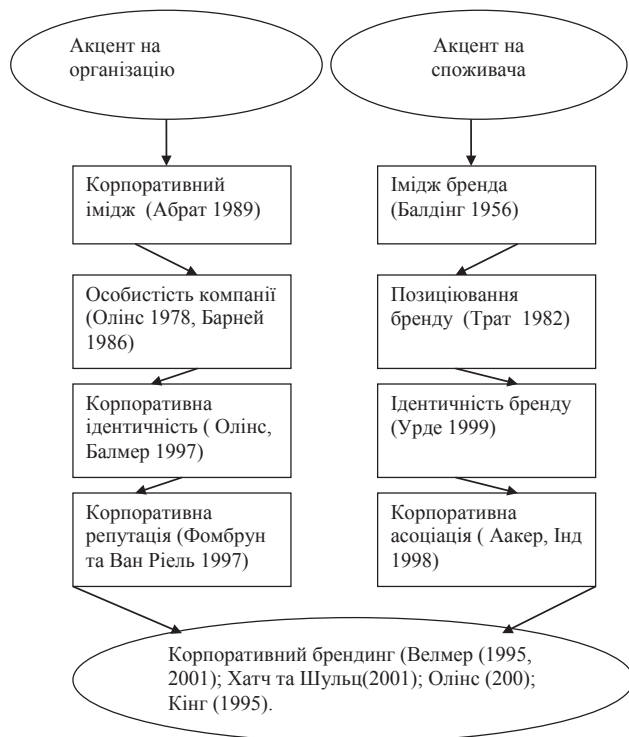 Акцент на
організацію
Акцент на
споживача
Корпоративний
імідж (Абрат 1989)
Імідж бренда
(Балдінг 1956)
Особистість компанії
(Олінс 1978, Барней
1986)
Позиціювання
бренду (Трат 1982)
Корпоративна
ідентичність ( Олінс,
Балмер 1997)
Ідентичність бренду
(Урде 1999)
Корпоративна
репутація (Фомбрун
та Ван Ріель 1997)
Корпоративна
асоціація ( Аакер, Інд
1998)
Корпоративний брендинг (Велмер (1995,
2001); Хатч та Шульц(2001); Олінс (200);
Кінг (1995).